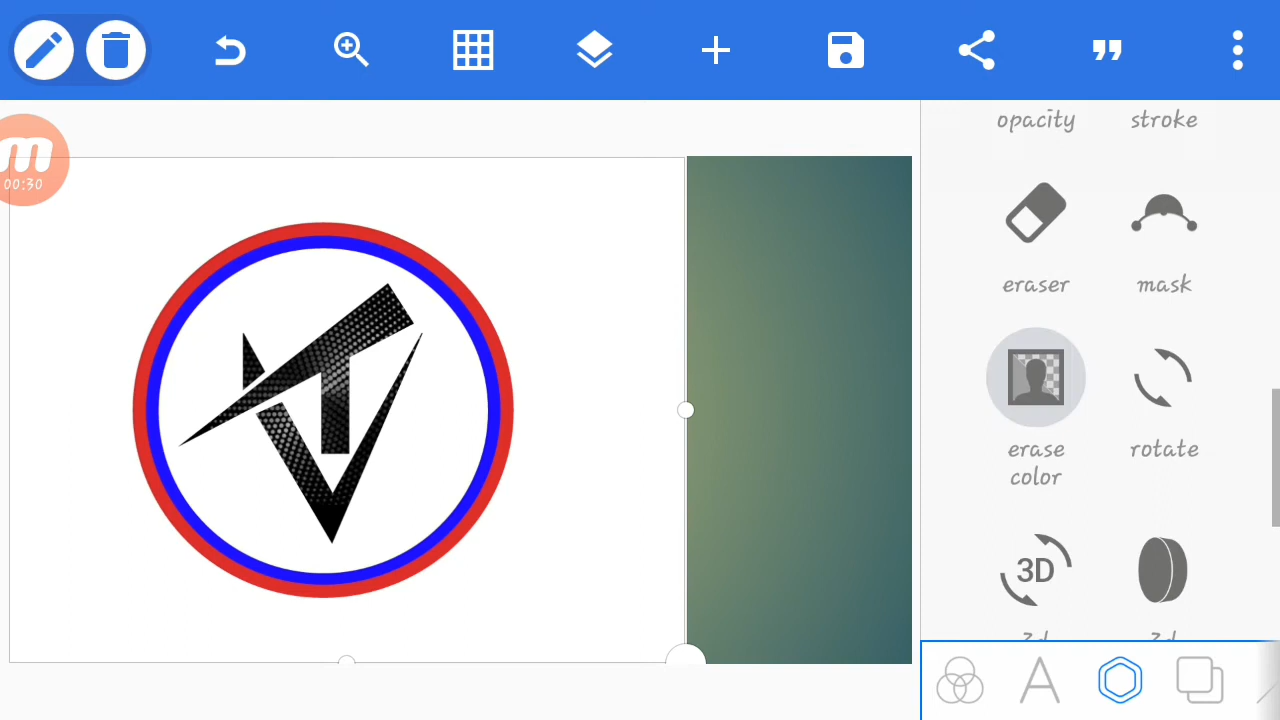 opacity stroke
00:30
eraser mask
erase color rotate
3D